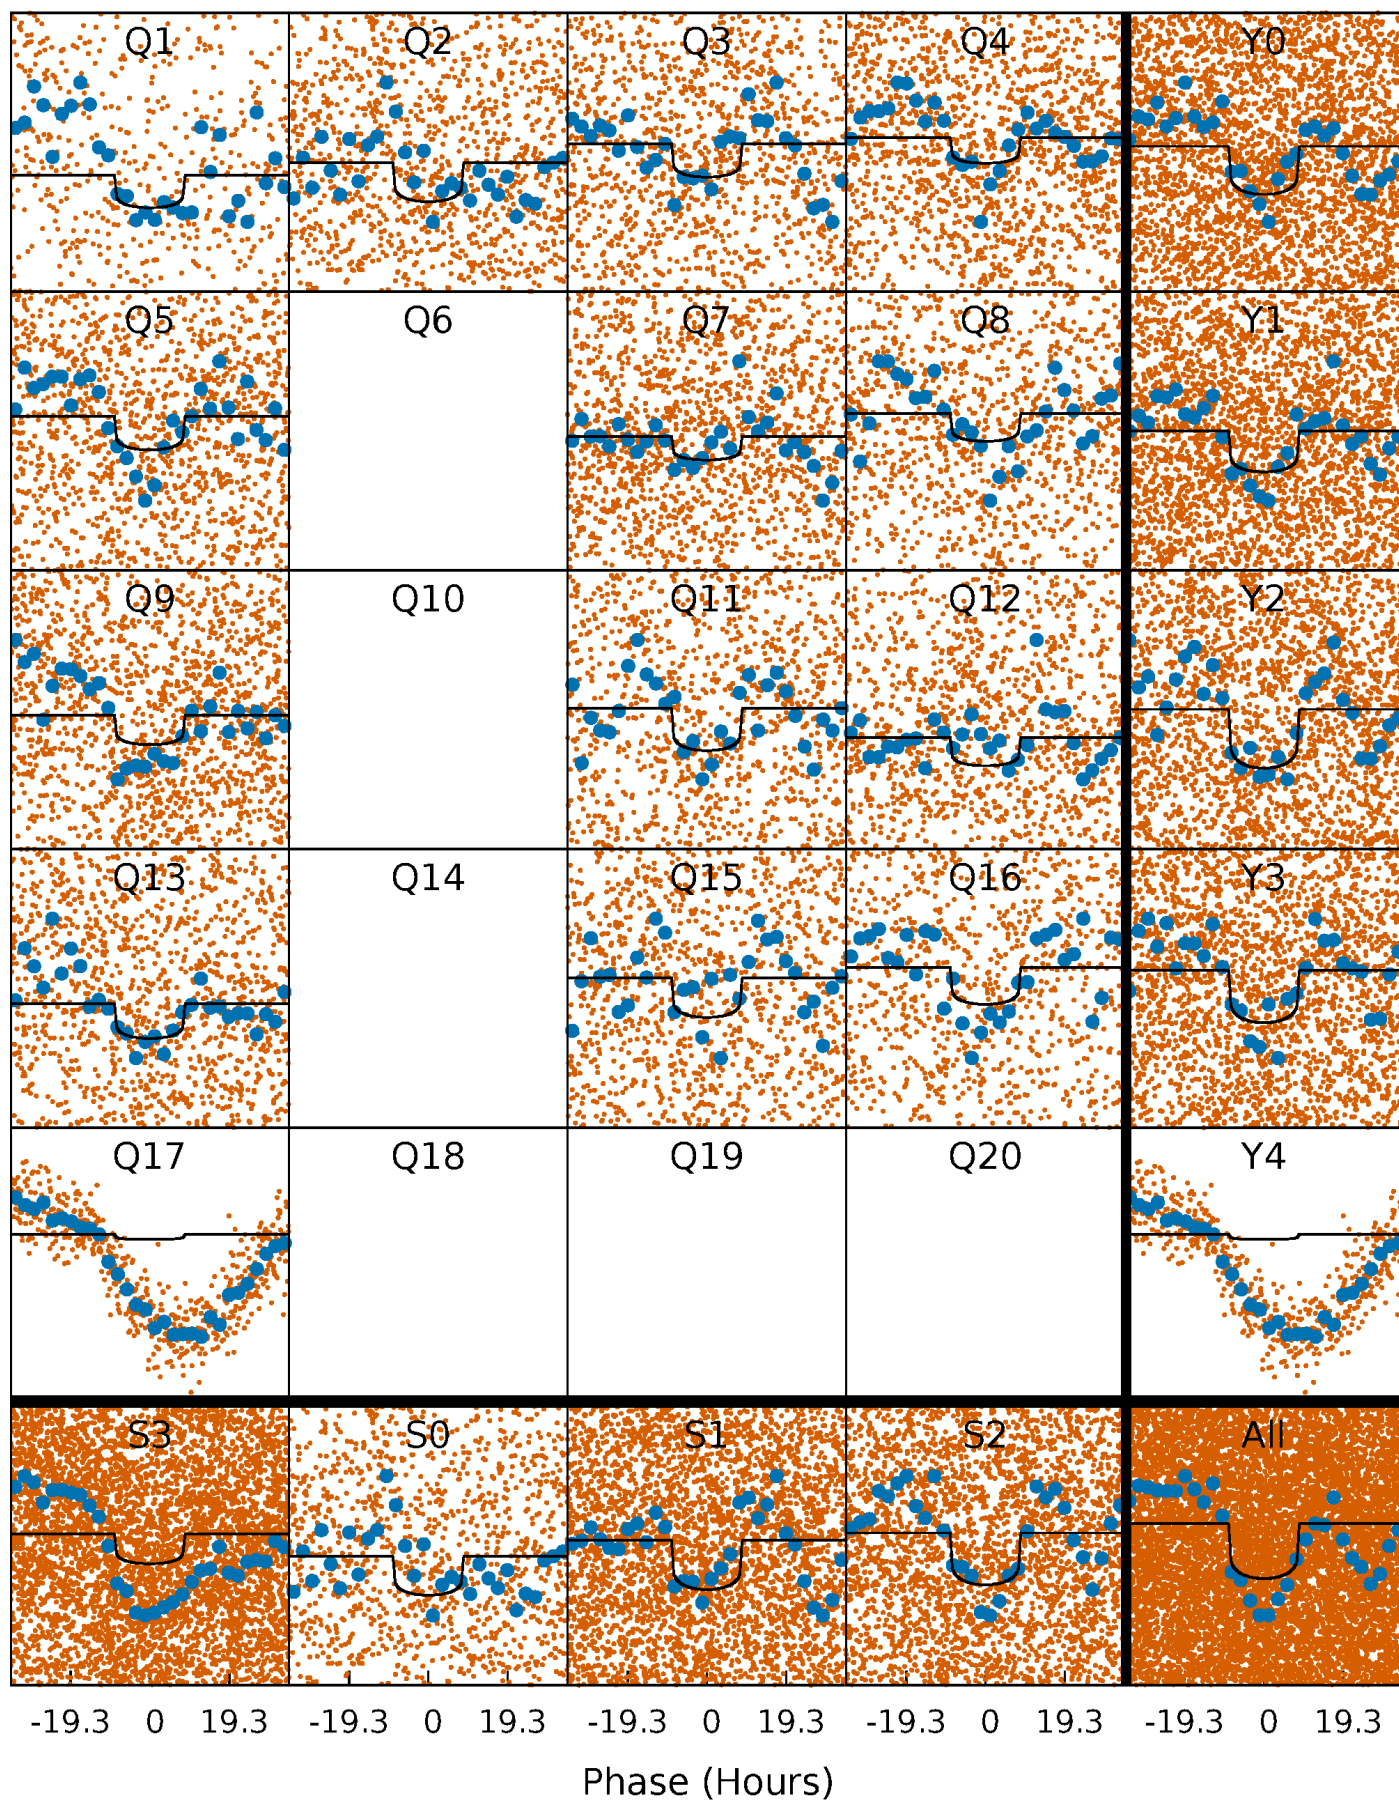 Q1 Q2 Q3 Q4 Y0
Q5 Q6 Q7 Q8 Y1
Q9 Q10 Q11 Q12 Y2
Q13 Q14 Q15 Q16 Y3
Q17 Q18 Q19 Q20 Y4
S3 S0 S1 S2 All
-19.3 0 19.3 -19.3 0 19.3 -19.3 0 19.3 -19.3 0 19.3 -19.3 0 19.3
Phase (Hours)